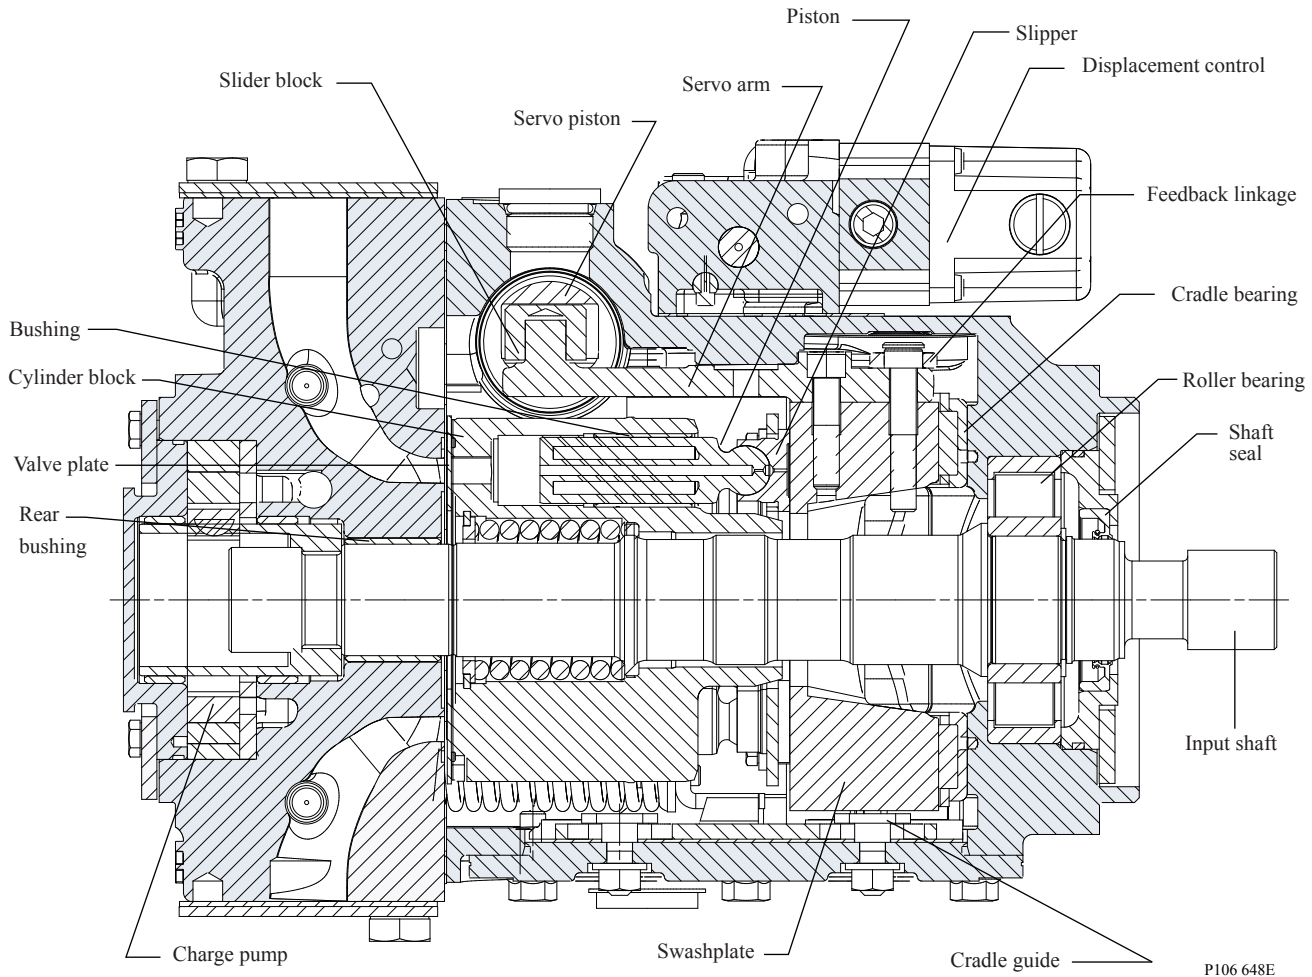 Piston
Slipper
Displacement control
Slider block
Servo arm
Servo piston
Feedback linkage
Cradle bearing
Bushing
Cylinder block
Roller bearing
Shaft
seal
Valve plate
Rear
bushing
Input shaft
Charge pump
Swashplate
Cradle guide
P106 648E